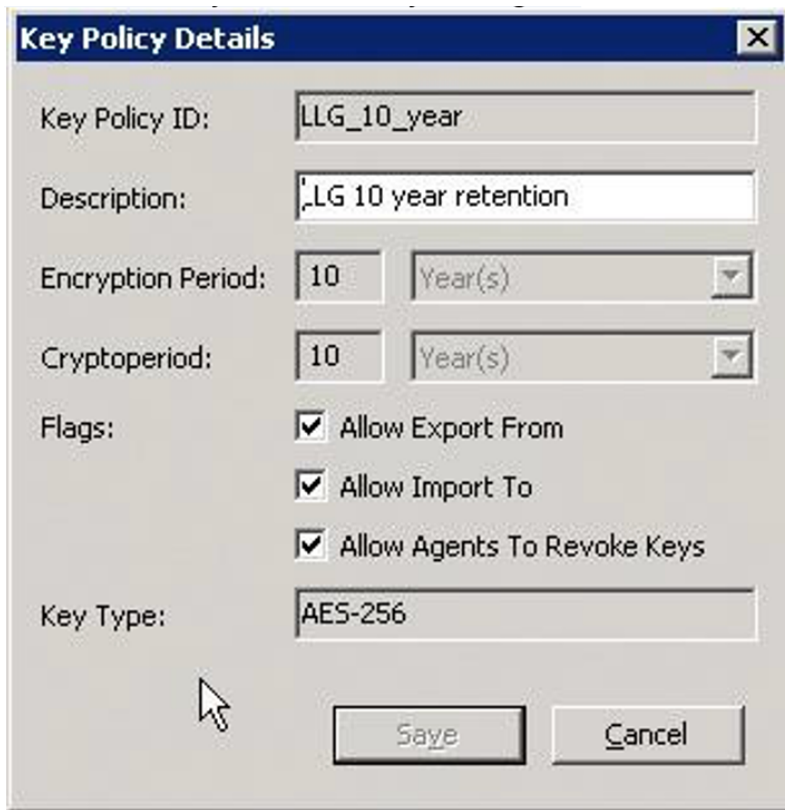 Key Policy Details
Key Policy ID: LLG_10_year
Description: LLG 10 year retention
Encryption Period: 10 Year(s)
Cryptoperiod: 10 Year(s)
Flags: Allow Export From
Allow Import To
Allow Agents To Revoke Keys
Key Type: AES-256
Save Cancel